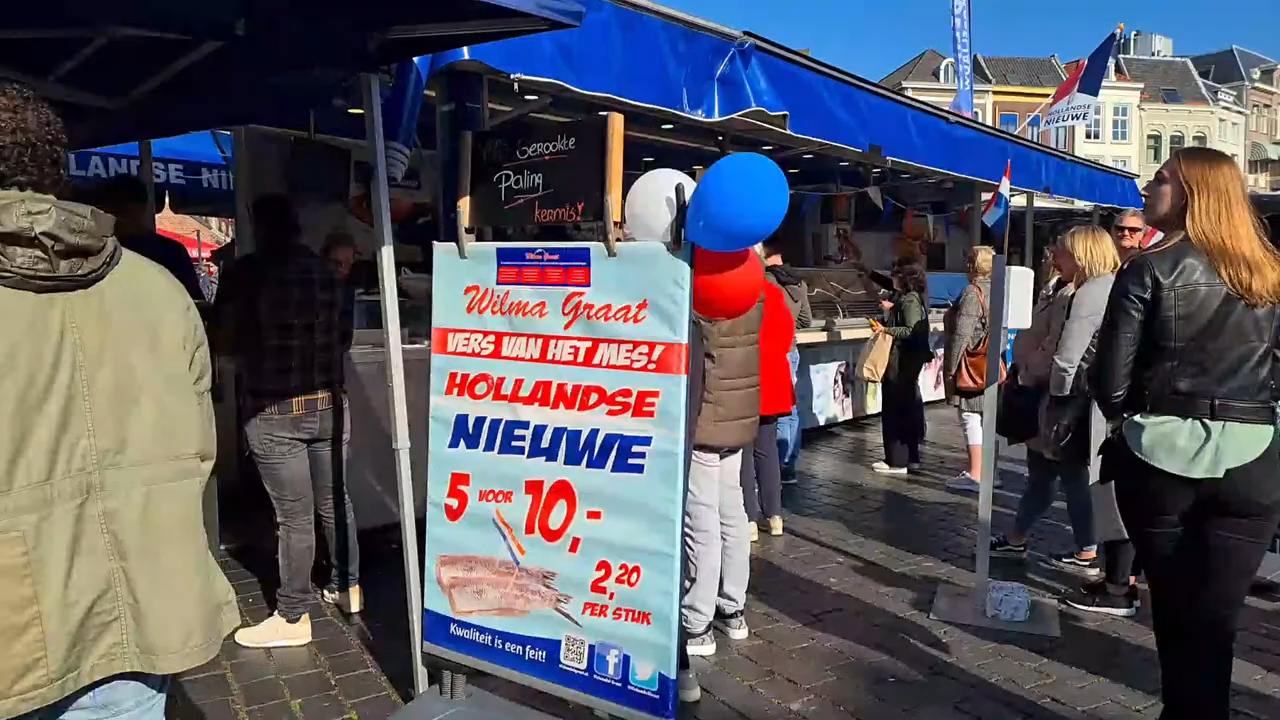 LANDSE NI
Gerookte
Paling
kermis!
HOLLANDSE
NIEUWE
Wilma Graat
Wilma Graat
VERS VAN HET MES!
HOLLANDSE
NIEUWE
5 VOOR 10,-
2,20
PER STUK
Kwaliteit is een feit!